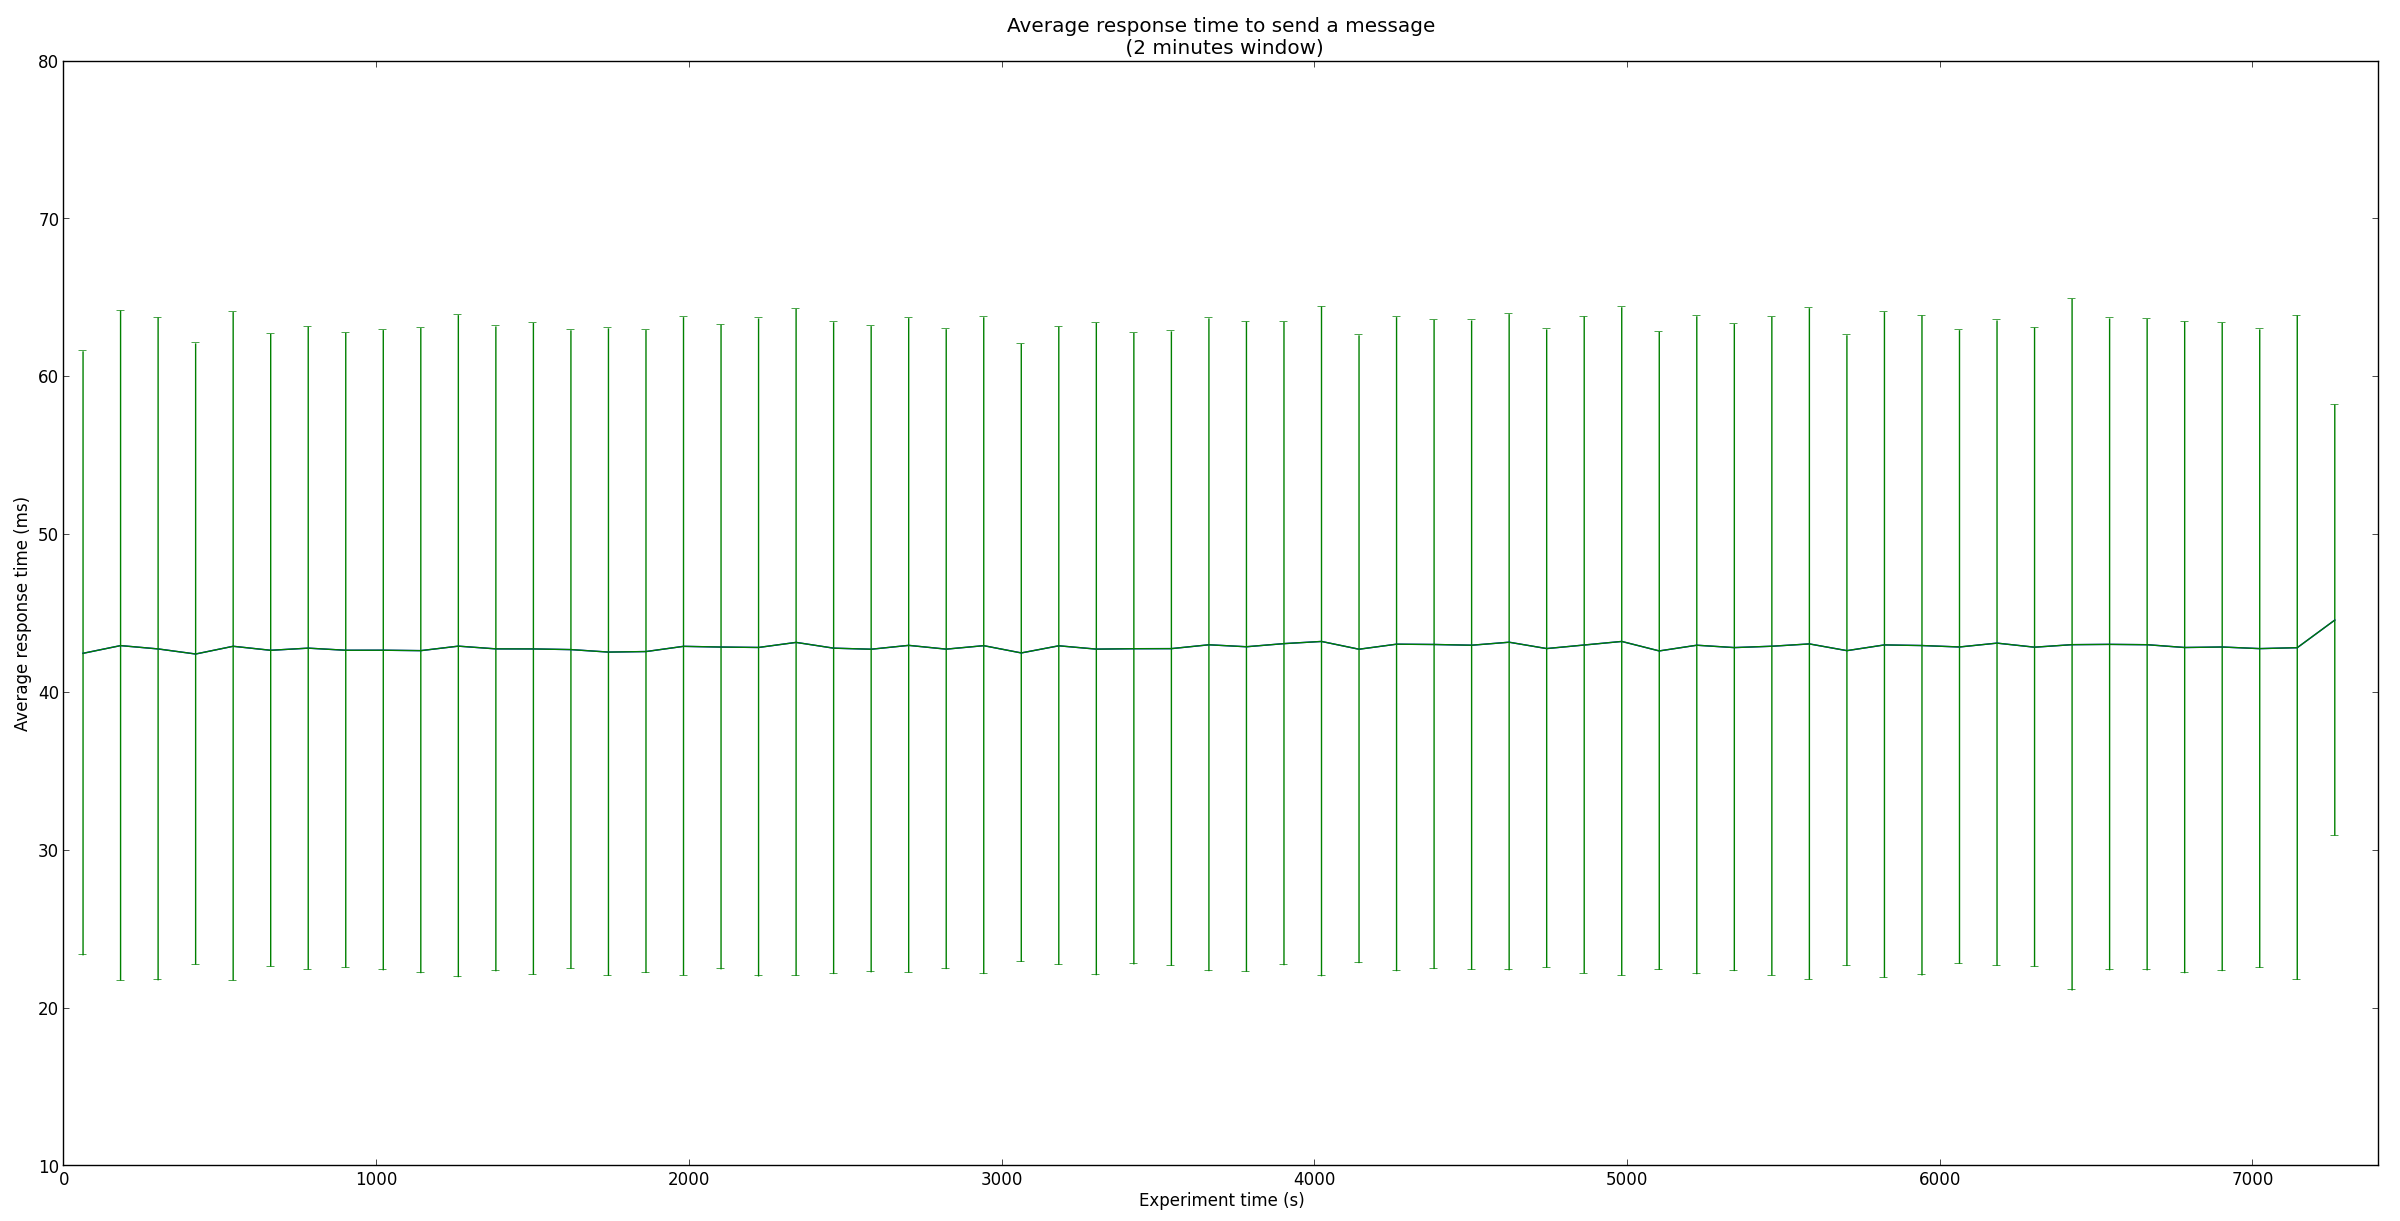 Average response time to send a message
(2 minutes window)
80
70
60
50
40
30
20
10
Average response time (ms)
0 1000 2000 3000 4000 5000 6000 7000
Experiment time (s)